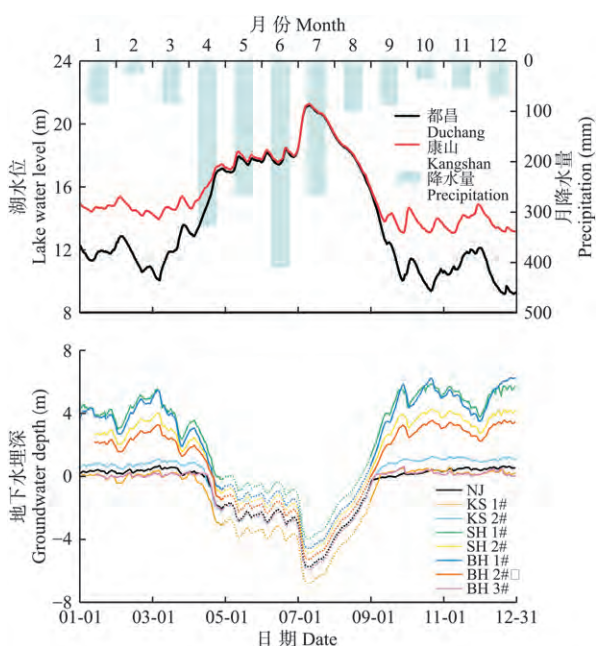 月 份 Month
1 2 3 4 5 6 7 8 9 10 11 12
24
20
16
12
8
湖水位
Lake water level (m)
0
100
200
300
400
500
月降水量
Precipitation (mm)
都昌
Duchang
康山
Kangshan
降水量
Precipitation
8
4
0
−4
−8
地下水埋深
Groundwater depth (m)
NJ
KS 1#
KS 2#
SH 1#
SH 2#
BH 1#
BH 2#□
BH 3#
01-01 03-01 05-01 07-01 09-01 11-01 12-31
日 期 Date